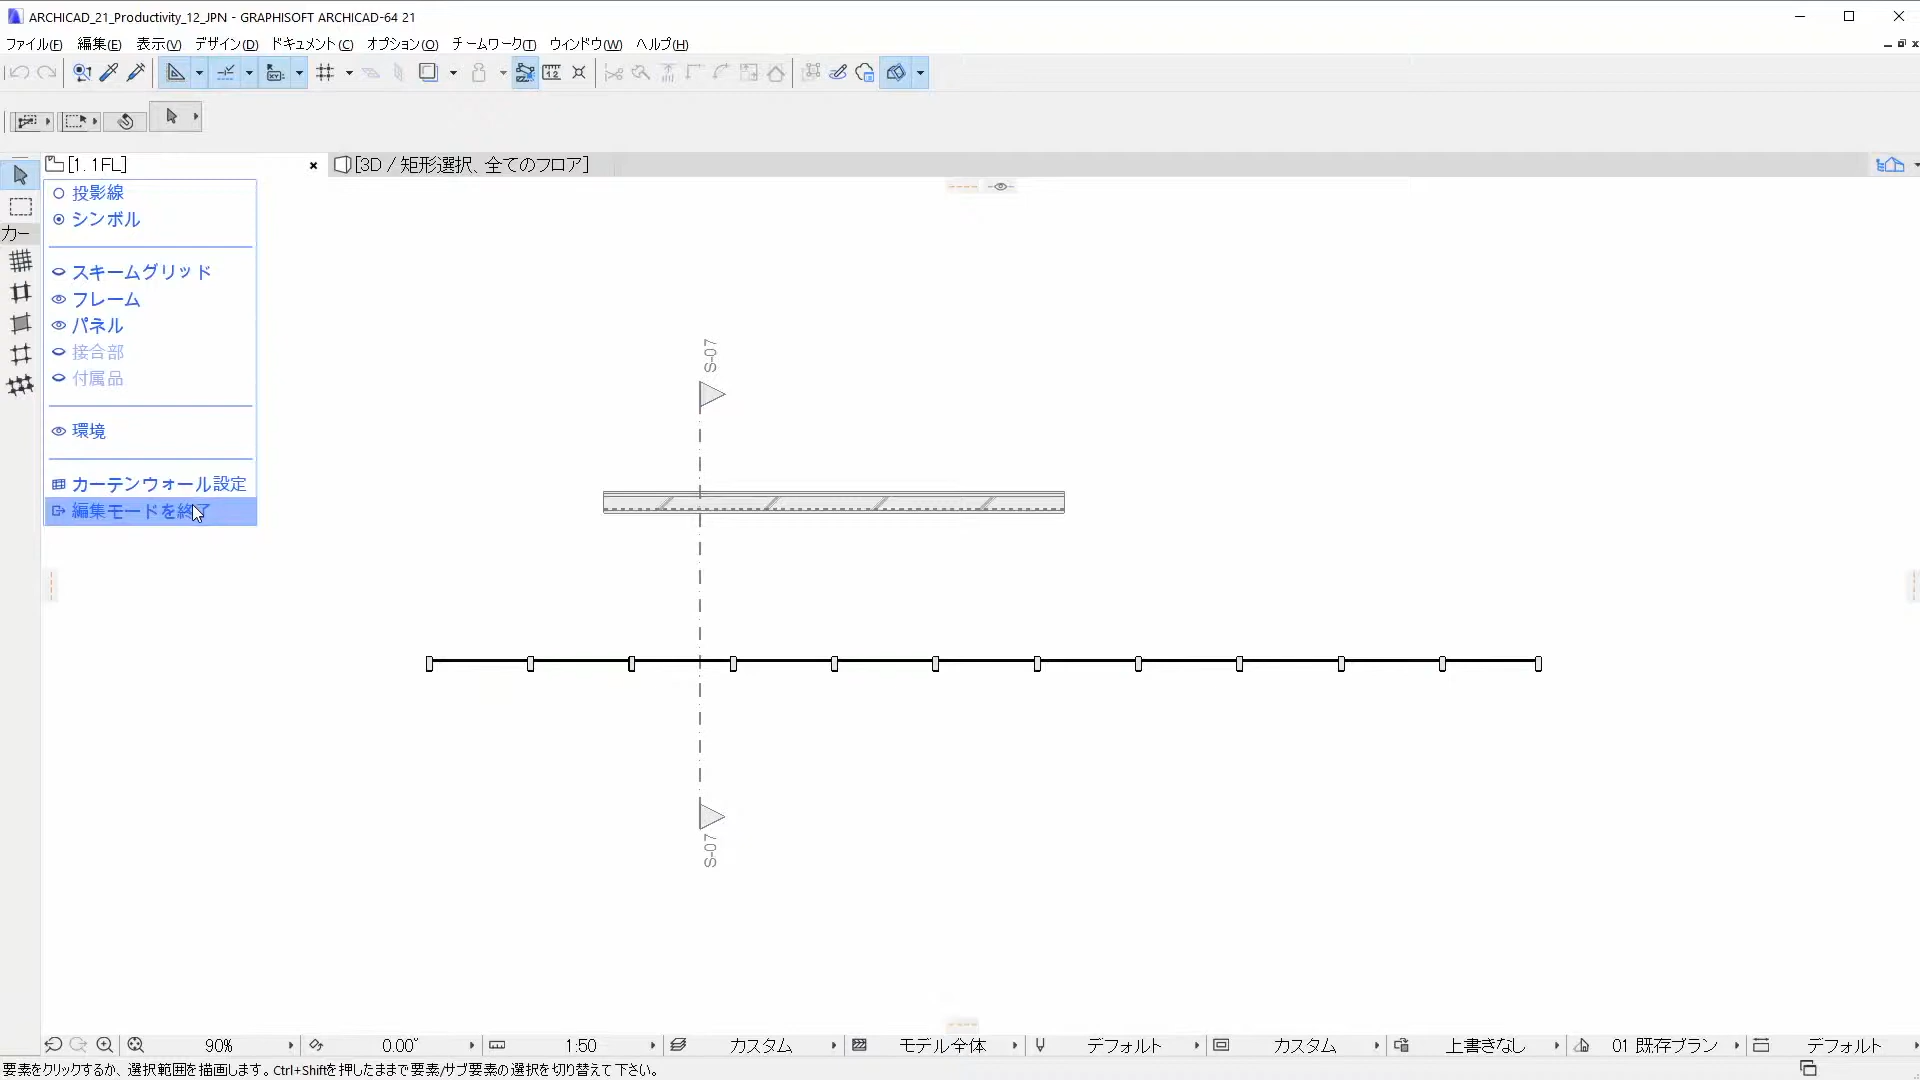 ARCHICAD_21_Productivity_12_JPN - GRAPHISOFT ARCHICAD-64 21
ファイル(F) 編集(E) 表示(V) デザイン(D) ドキュメント(C) オプション(O) チームワーク(T) ウィンドウ(W) ヘルプ(H)
[1. 1FL]
[3D / 矩形選択、全てのフロア]
カー
投影線
シンボル
スキームグリッド
フレーム
パネル
接合部
付属品
環境
カーテンウォール設定
編集モードを終了
S-07
S-07
90% 0.00° 1:50 カスタム モデル全体 デフォルト カスタム 上書きなし 01 既存プラン デフォルト
要素をクリックするか、選択範囲を描画します。Ctrl+Shiftを押したままで要素/サブ要素の選択を切り替えて下さい。